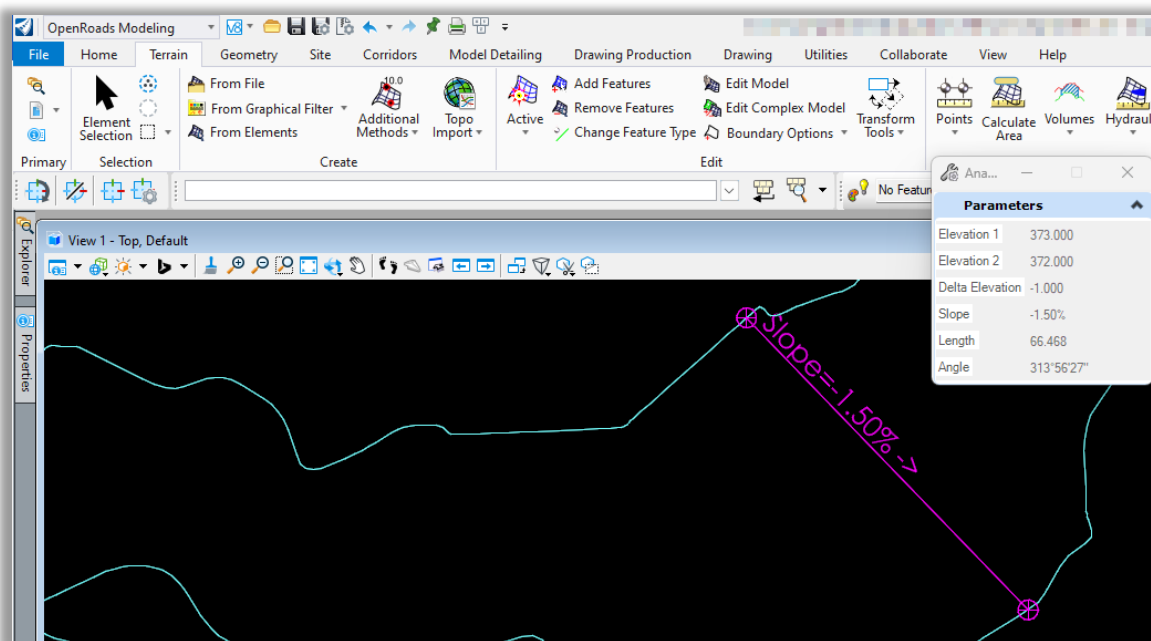 OpenRoads Modeling
File Home Terrain Geometry Site Corridors Model Detailing Drawing Production Drawing Utilities Collaborate View Help
Element Selection
From File
From Graphical Filter
From Elements
10.0
Additional Methods
Topo Import
Active
Add Features
Remove Features
Change Feature Type
Edit Model
Edit Complex Model
Boundary Options
Transform Tools
Points
Calculate Area
Volumes
Hydraul
Primary Selection Create Edit
No Featur
Ana...
Parameters
Elevation 1 373.000
Elevation 2 372.000
Delta Elevation -1.000
Slope -1.50%
Length 66.468
Angle 313°56'27"
Explorer
Properties
View 1 - Top, Default
Slope=-1.50% ->